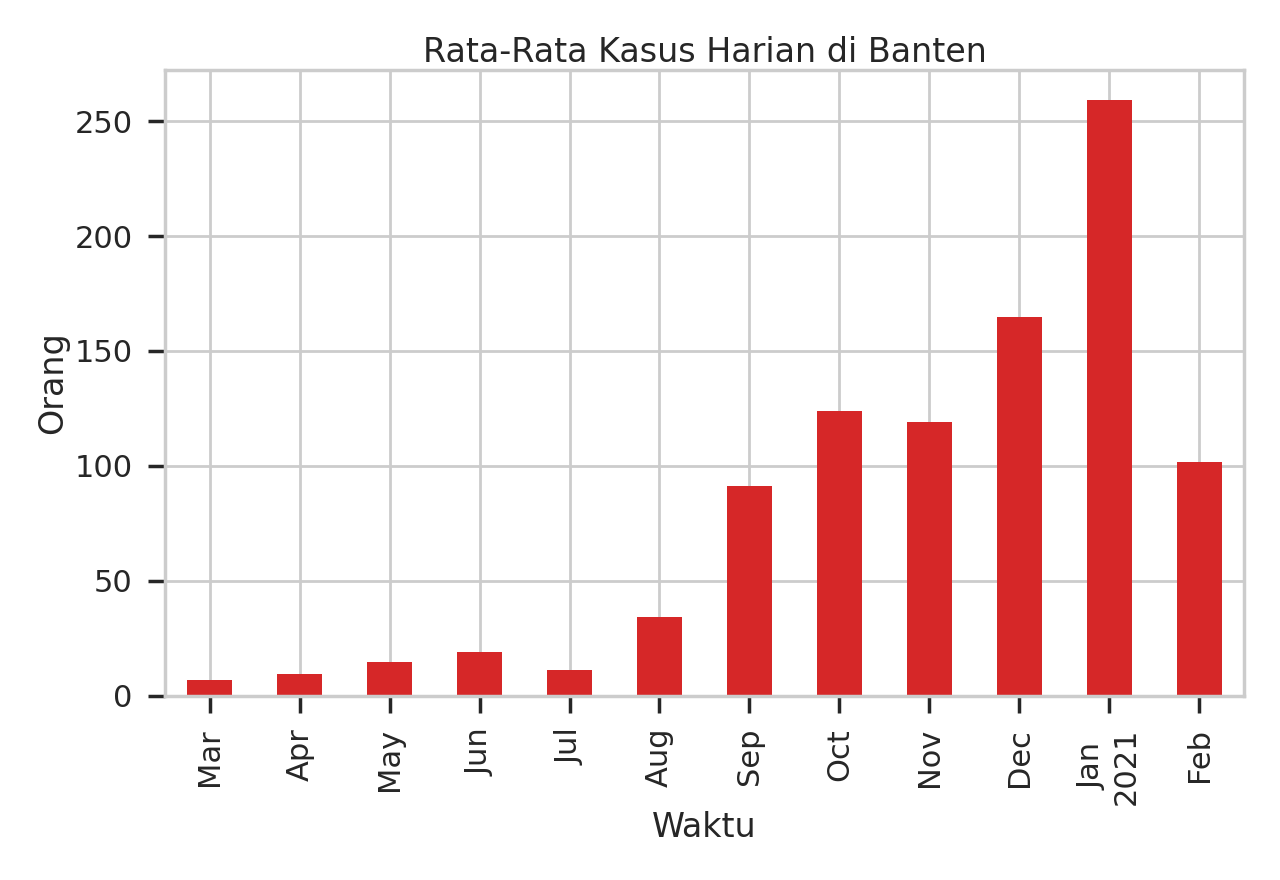 Rata-Rata Kasus Harian di Banten
250
200
150
100
50
0
Orang
Mar
Apr
May
Jun
Jul
Aug
Sep
Oct
Nov
Dec
Jan
2021
Feb
Waktu